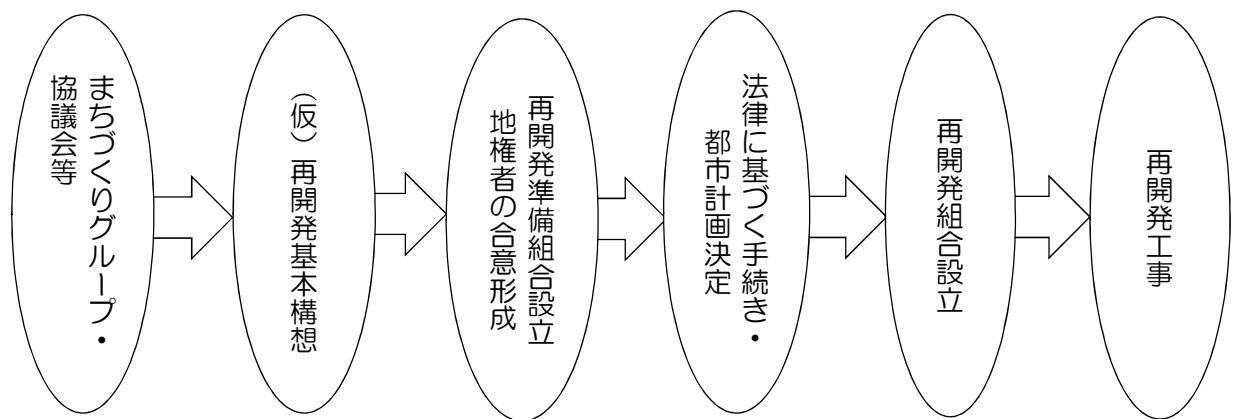 まちづくりグループ・
協議会等
（仮）再開発基本構想
再開発準備組合設立
地権者の合意形成
法律に基づく手続き・
都市計画決定
再開発組合設立
再開発工事